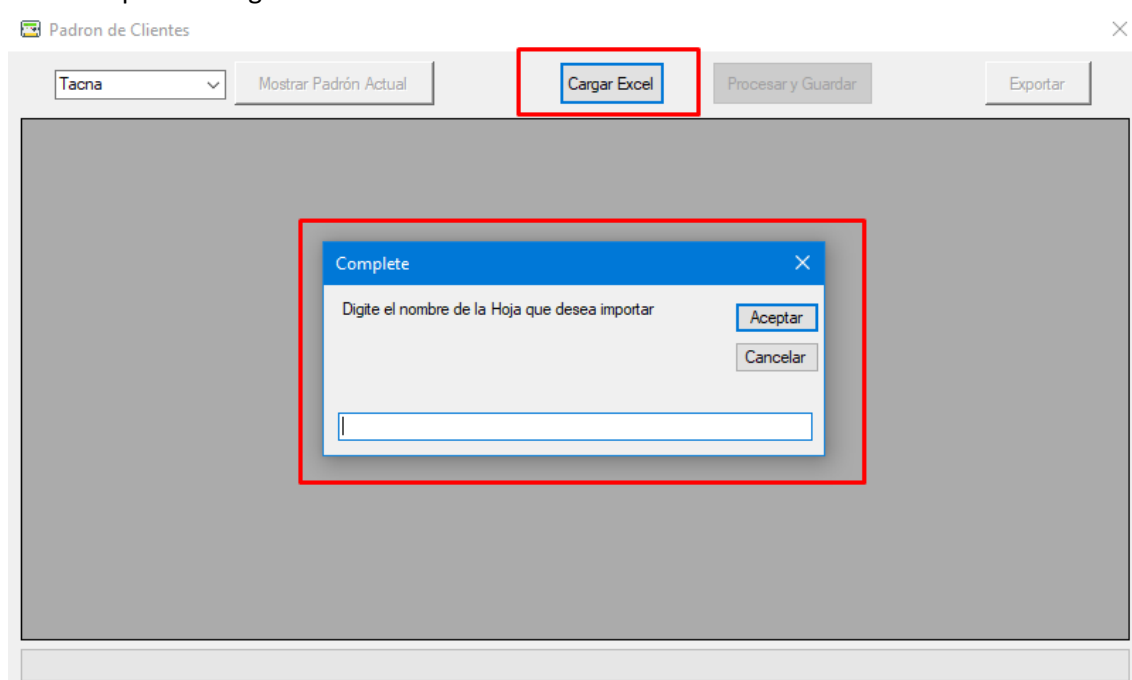 Padron de Clientes
Tacna Mostrar Padrón Actual Cargar Excel Procesar y Guardar Exportar
Complete
Digite el nombre de la Hoja que desea importar
Aceptar
Cancelar